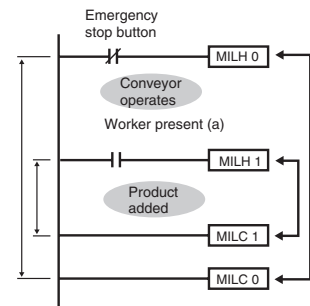 Emergency
stop button
MILH 0
Conveyor
operates
Worker present (a)
MILH 1
Product
added
MILC 1
MILC 0